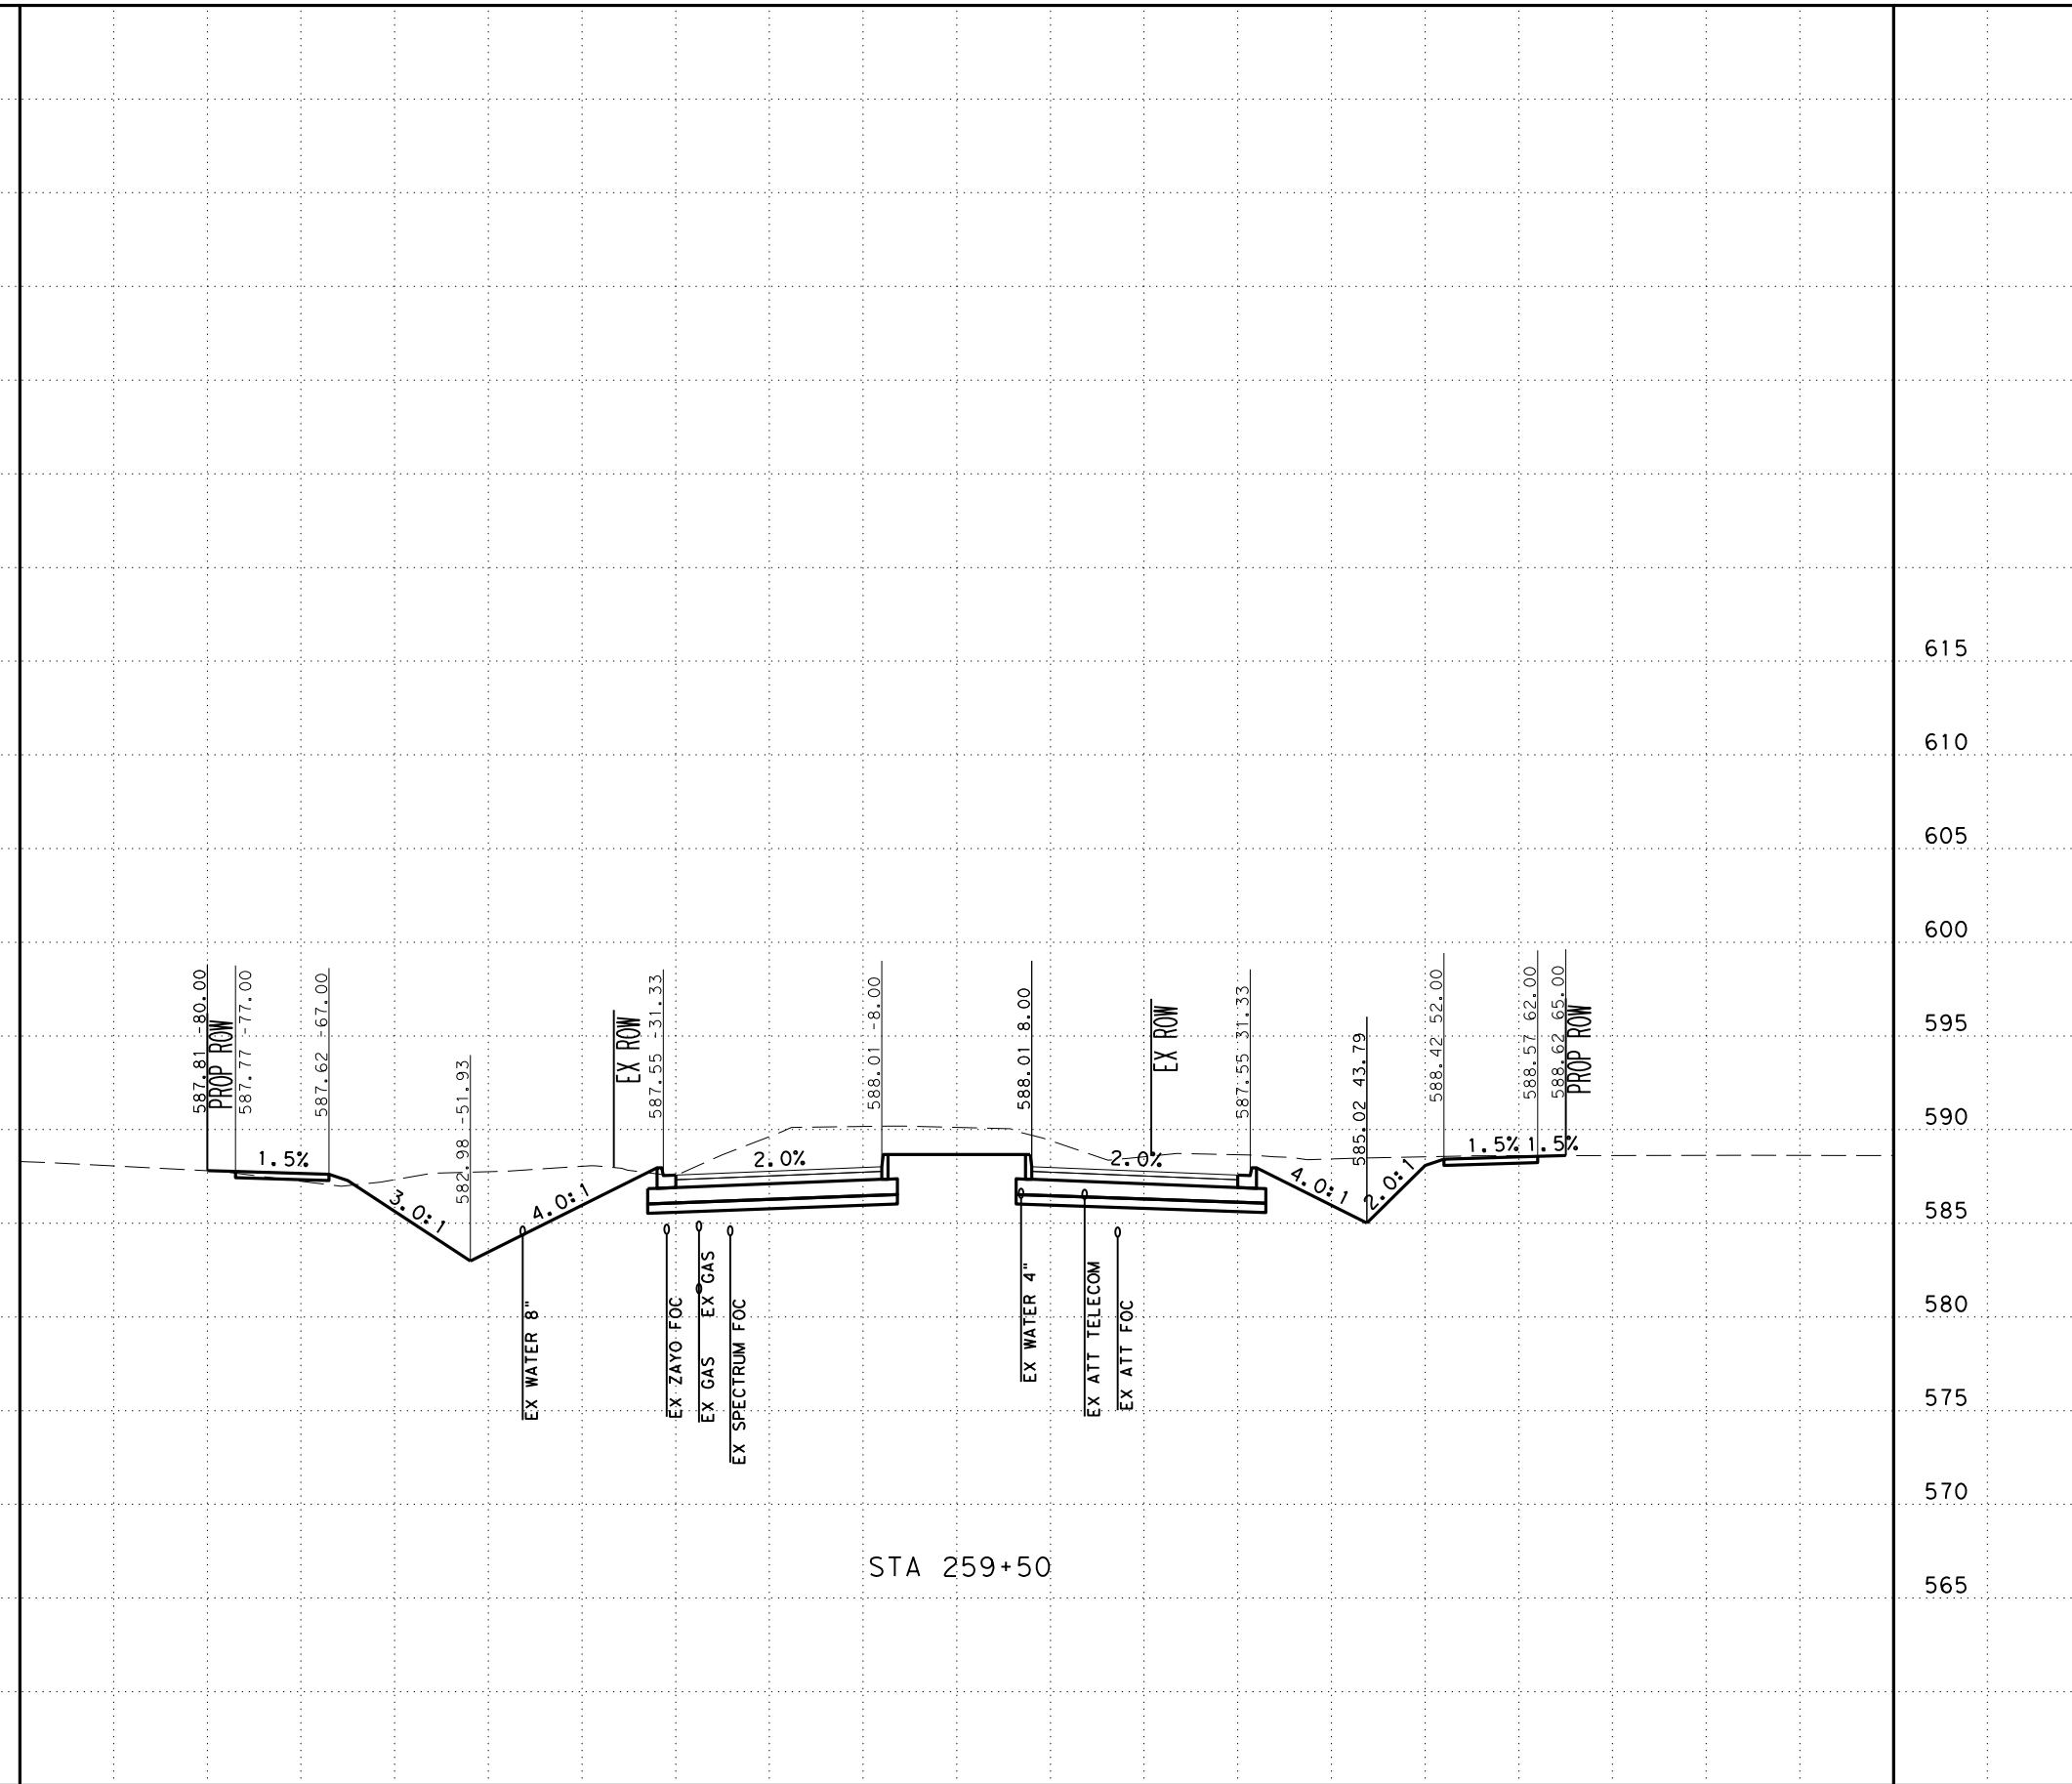 615
610
605
600
595
590
585
580
575
570
565
587.81 -80.00
PROP ROW
587.77 -77.00
587.62 -67.00
582.98 -51.93
EX ROW
587.55 -31.33
588.01 -8.00
588.01 8.00
EX ROW
587.55 31.33
585.02 43.79
588.42 52.00
588.57 62.00
588.62 65.00
PROP ROW
1.5%
3.0:1
4.0:1
2.0%
2.0%
4.0:1
2.0:1
1.5%
1.5%
EX WATER 8"
EX ZAYO FOC
EX GAS
EX GAS
EX SPECTRUM FOC
EX WATER 4"
EX ATT TELECOM
EX ATT FOC
STA 259+50